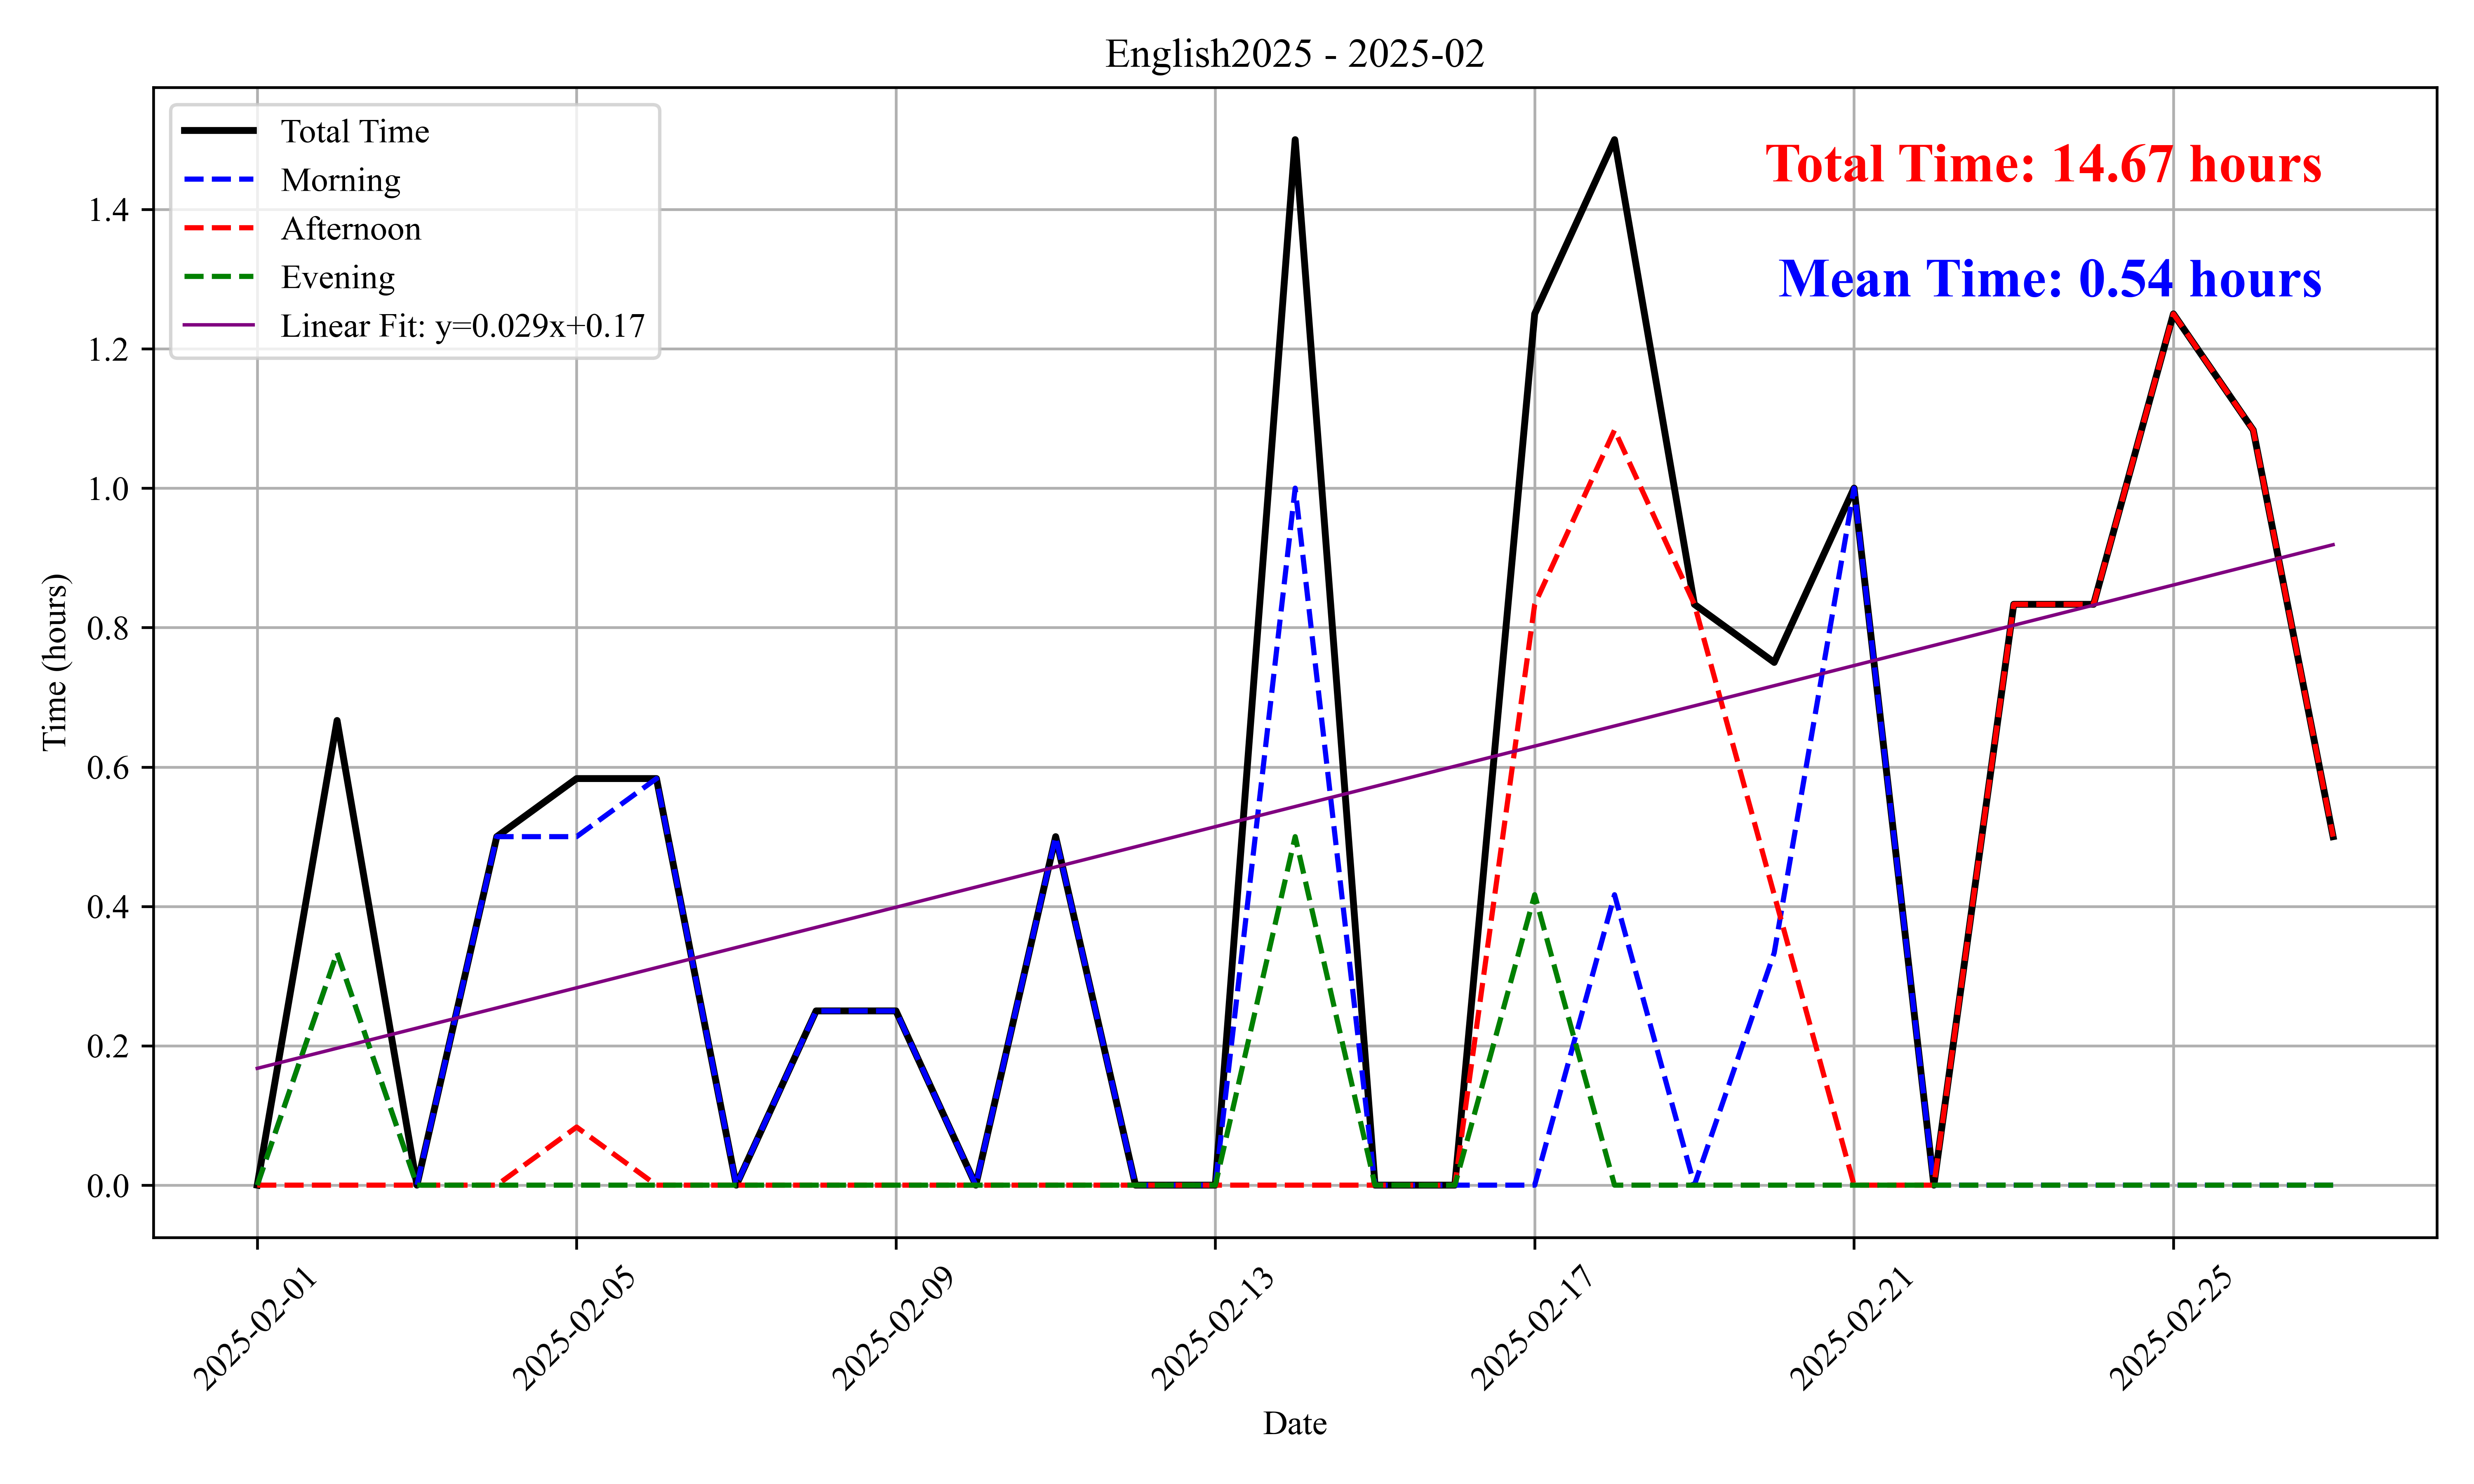 English2025 - 2025-02
Total Time
Morning
Afternoon
Evening
Linear Fit: y=0.029x+0.17
Total Time: 14.67 hours
Mean Time: 0.54 hours
Time (hours)
1.4
1.2
1.0
0.8
0.6
0.4
0.2
0.0
2025-02-01
2025-02-05
2025-02-09
2025-02-13
2025-02-17
2025-02-21
2025-02-25
Date